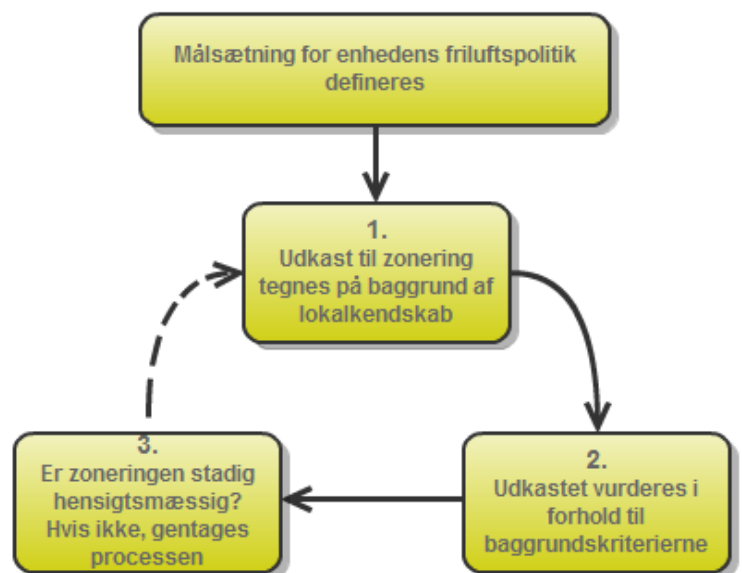 Målsætning for enhedens friluftspolitik
defineres
1.
Udkast til zonering
tegnes på baggrund af
lokalkendskab
2.
Udkastet vurderes i
forhold til
baggrundskriterierne
3.
Er zoneringen stadig
hensigtsmæssig?
Hvis ikke, gentages
processen